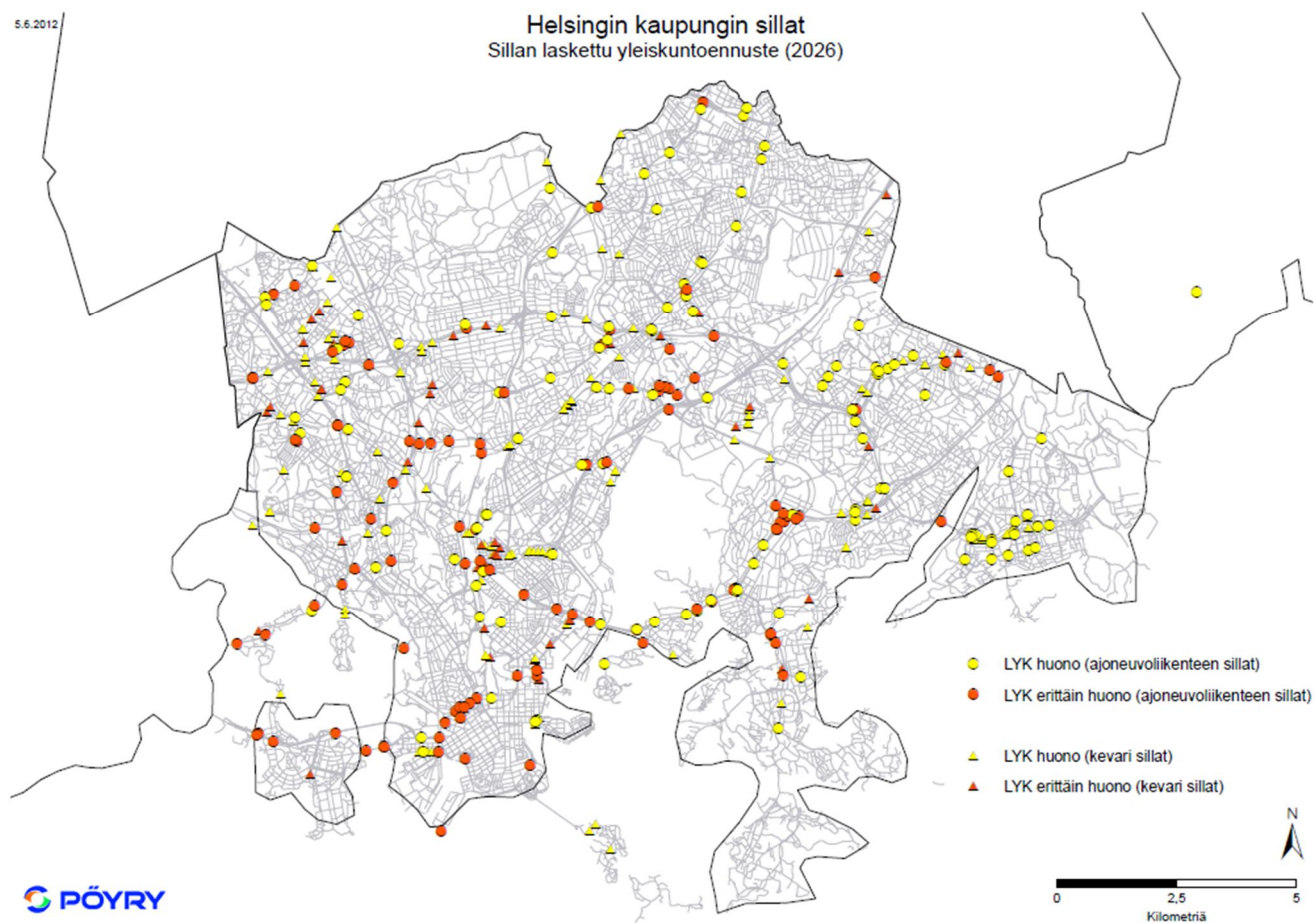 5.6.2012
Helsingin kaupungin sillat
Sillan laskettu yleiskuntoennuste (2026)
LYK huono (ajoneuvoliikenteen sillat)
LYK erittäin huono (ajoneuvoliikenteen sillat)
LYK huono (kevari sillat)
LYK erittäin huono (kevari sillat)
N
0 2,5 5
Kilometriä
PÖYRY